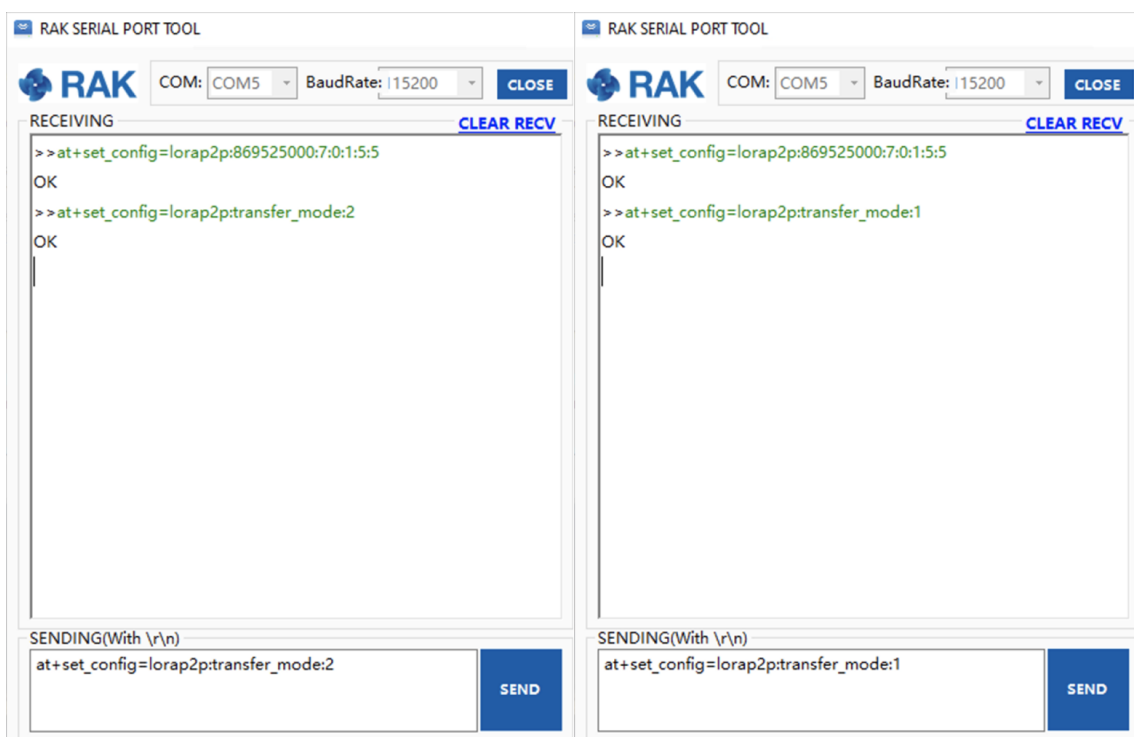 RAK SERIAL PORT TOOL
RAK
COM: COM5
BaudRate: 115200
CLOSE
RECEIVING
CLEAR RECV
>>at+set_config=lorap2p:869525000:7:0:1:5:5
OK
>>at+set_config=lorap2p:transfer_mode:2
OK
SENDING(With \r\n)
at+set_config=lorap2p:transfer_mode:2
SEND
RAK SERIAL PORT TOOL
RAK
COM: COM5
BaudRate: 115200
CLOSE
RECEIVING
CLEAR RECV
>>at+set_config=lorap2p:869525000:7:0:1:5:5
OK
>>at+set_config=lorap2p:transfer_mode:1
OK
SENDING(With \r\n)
at+set_config=lorap2p:transfer_mode:1
SEND